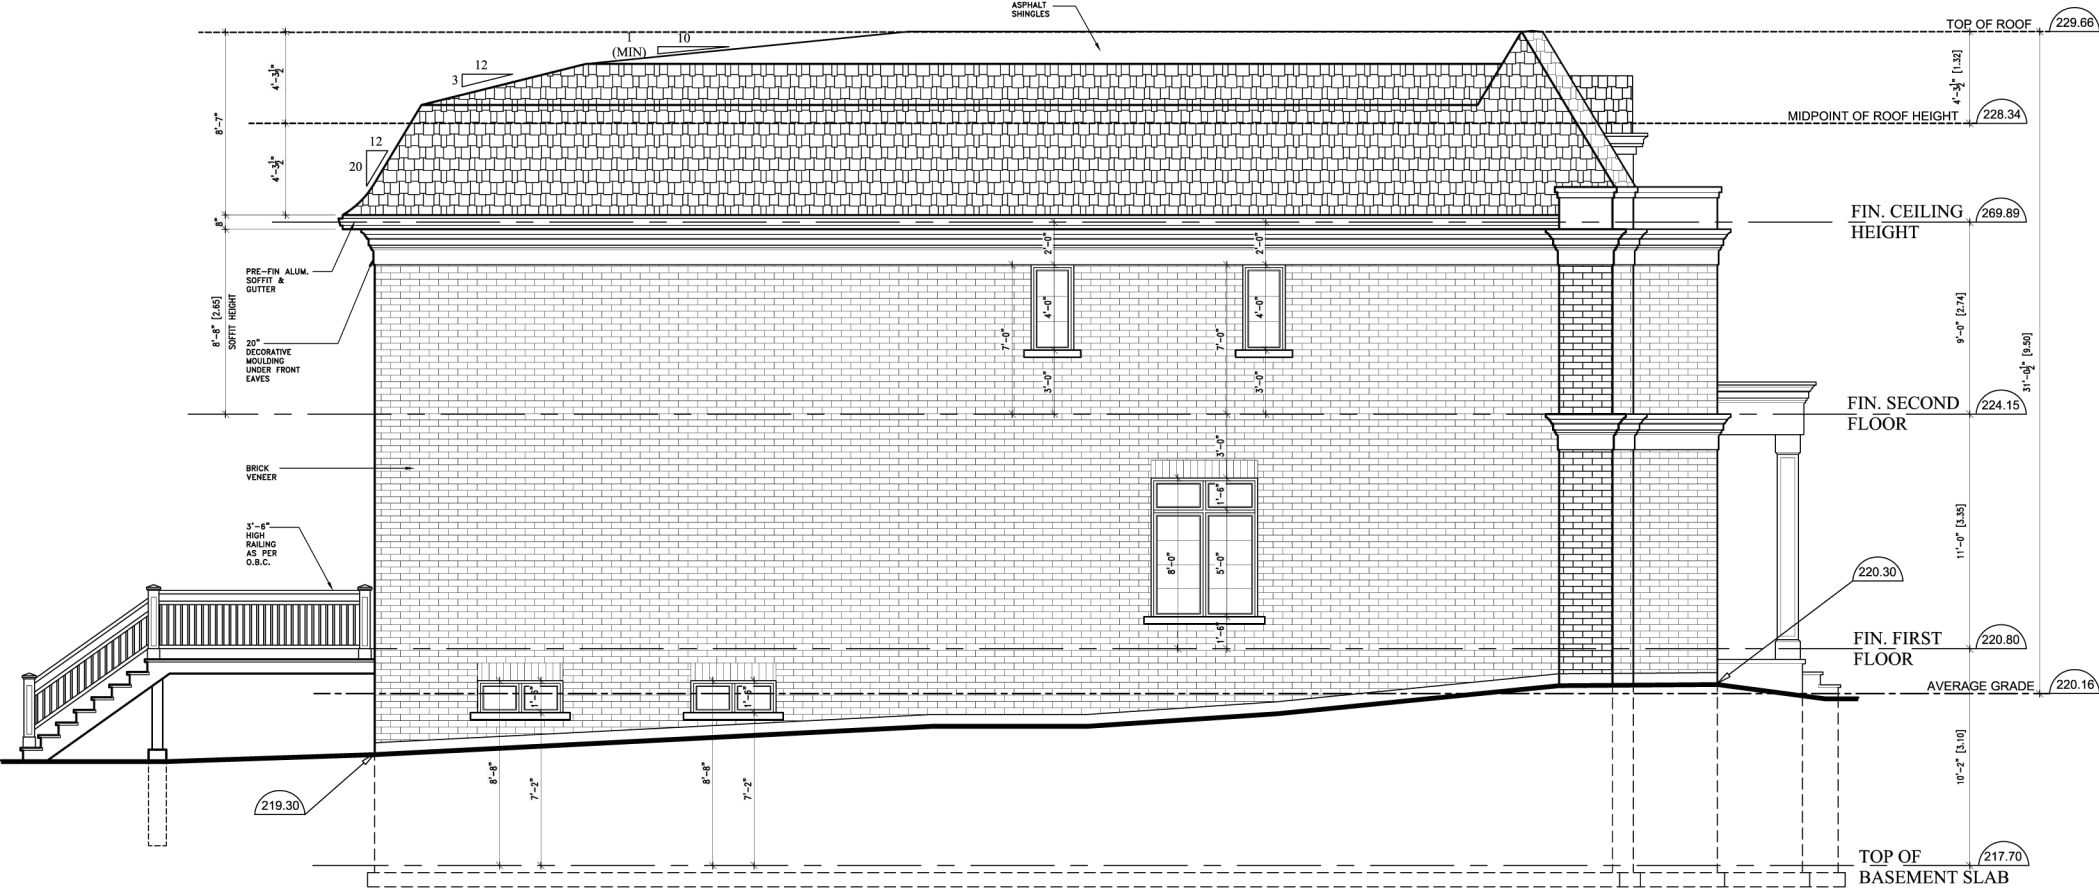 ASPHALT
SHINGLES
TOP OF ROOF
229.66
1
10
(MIN)
12
3
4'-3½"
4'-3½" [1.32]
8'-7"
MIDPOINT OF ROOF HEIGHT
228.34
12
20
4'-3½"
8"
FIN. CEILING
HEIGHT
269.89
2'-0"
2'-0"
PRE-FIN ALUM.
SOFFIT &
GUTTER
8'-8" [2.65]
SOFFIT HEIGHT
4'-0"
4'-0"
7'-0"
7'-0"
9'-0" [2.74]
31'-0½" [9.50]
20"
DECORATIVE
MOULDING
UNDER FRONT
EAVES
3'-0"
3'-0"
FIN. SECOND
FLOOR
224.15
3'-0"
BRICK
VENEER
1'-6"
3'-6"
HIGH
RAILING
AS PER
O.B.C.
8'-0"
5'-0"
11'-0" [3.35]
220.30
1'-6"
FIN. FIRST
FLOOR
220.80
1'-6"
1'-6"
AVERAGE GRADE
220.16
8'-8"
7'-2"
8'-8"
7'-2"
10'-2" [3.10]
219.30
TOP OF
BASEMENT SLAB
217.70